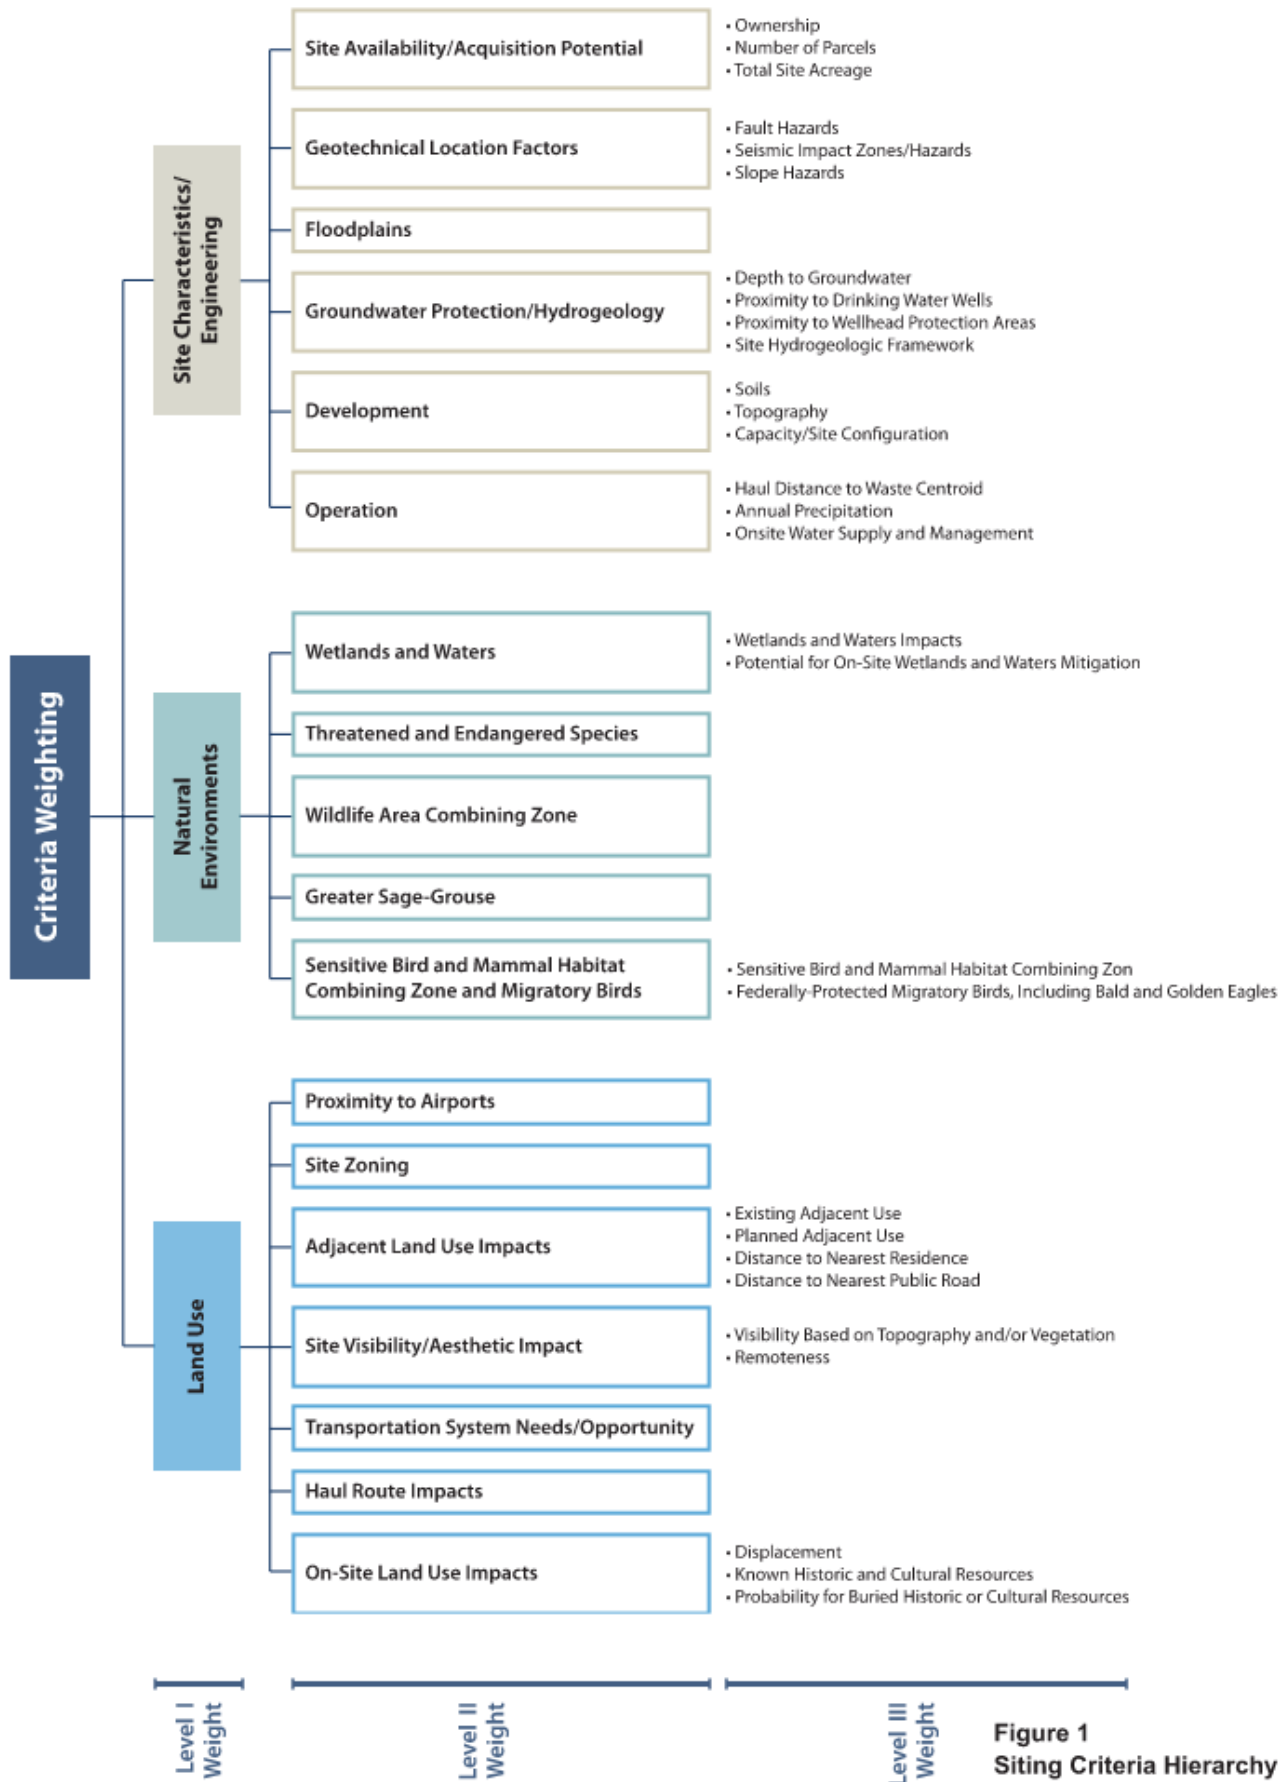 Criteria Weighting
Site Characteristics/
Engineering
Site Availability/Acquisition Potential
• Ownership
• Number of Parcels
• Total Site Acreage
Geotechnical Location Factors
• Fault Hazards
• Seismic Impact Zones/Hazards
• Slope Hazards
Floodplains
Groundwater Protection/Hydrogeology
• Depth to Groundwater
• Proximity to Drinking Water Wells
• Proximity to Wellhead Protection Areas
• Site Hydrogeologic Framework
Development
• Soils
• Topography
• Capacity/Site Configuration
Operation
• Haul Distance to Waste Centroid
• Annual Precipitation
• Onsite Water Supply and Management
Natural
Environments
Wetlands and Waters
• Wetlands and Waters Impacts
• Potential for On-Site Wetlands and Waters Mitigation
Threatened and Endangered Species
Wildlife Area Combining Zone
Greater Sage-Grouse
Sensitive Bird and Mammal Habitat
Combining Zone and Migratory Birds
• Sensitive Bird and Mammal Habitat Combining Zon
• Federally-Protected Migratory Birds, Including Bald and Golden Eagles
Land Use
Proximity to Airports
Site Zoning
Adjacent Land Use Impacts
• Existing Adjacent Use
• Planned Adjacent Use
• Distance to Nearest Residence
• Distance to Nearest Public Road
Site Visibility/Aesthetic Impact
• Visibility Based on Topography and/or Vegetation
• Remoteness
Transportation System Needs/Opportunity
Haul Route Impacts
On-Site Land Use Impacts
• Displacement
• Known Historic and Cultural Resources
• Probability for Buried Historic or Cultural Resources
Level I
Weight
Level II
Weight
Level III
Weight
Figure 1
Siting Criteria Hierarchy